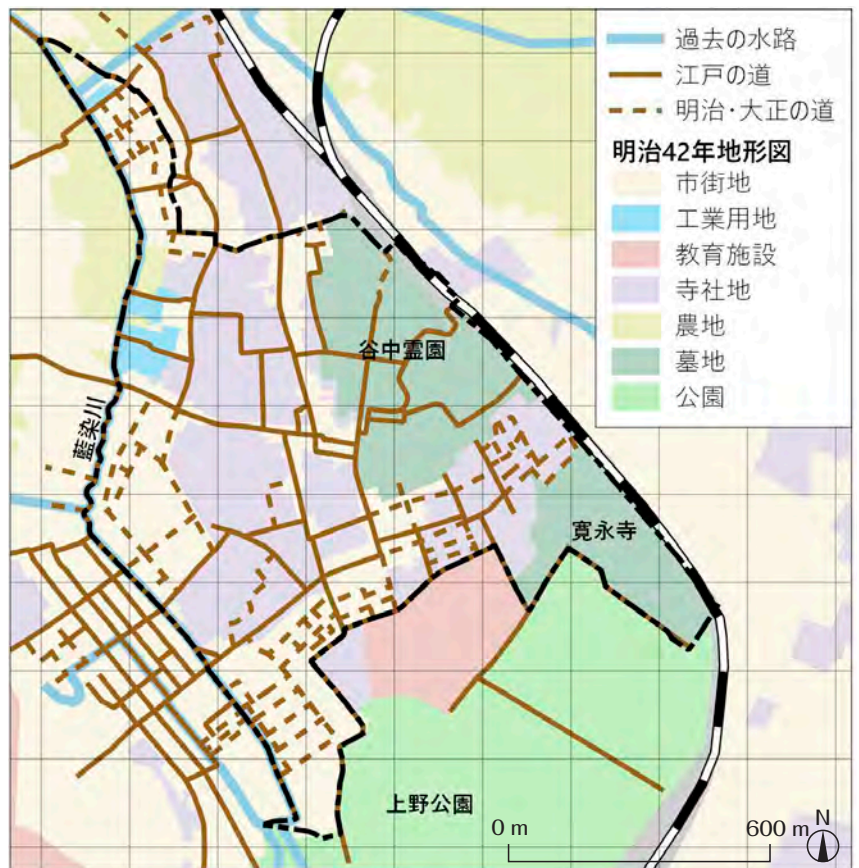 過去の水路
江戸の道
明治・大正の道
明治42年地形図
市街地
工業用地
教育施設
寺社地
農地
墓地
公園
谷中霊園
藍染川
寛永寺
上野公園
0 m
600 m
N